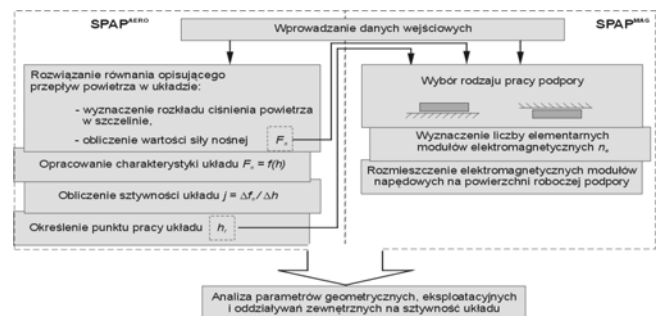 SPAP^AERO
Wprowadzanie danych wejściowych
SPAP^MAG
Rozwiązanie równania opisującego
przepływ powietrza w układzie:
- wyznaczenie rozkładu ciśnienia powietrza
w szczelinie,
- obliczenie wartości siły nośnej Fₙ
Opracowanie charakterystyki układu Fₙ = f(h)
Obliczenie sztywności układu j = Δfₙ / Δh
Określenie punktu pracy układu
Wybór rodzaju pracy podpory
Wyznaczenie liczby elementarnych
modułów elektromagnetycznych
Rozmieszczenie elektromagnetycznych modułów
napędowych na powierzchni roboczej podpory
Analiza parametrów geometrycznych, eksploatacyjnych
i oddziaływań zewnętrznych na sztywność układu